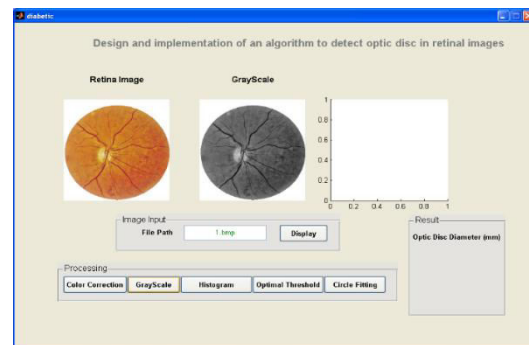 diabetic
Design and implementation of an algorithm to detect optic disc in retinal images
Retina Image
GrayScale
1
0.8
0.6
0.4
0.2
0
0 0.2 0.4 0.6 0.8 1
Image Input
File Path 1.bmp Display
Result
Optic Disc Diameter (mm)
Processing
Color Correction GrayScale Histogram Optimal Threshold Circle Fitting